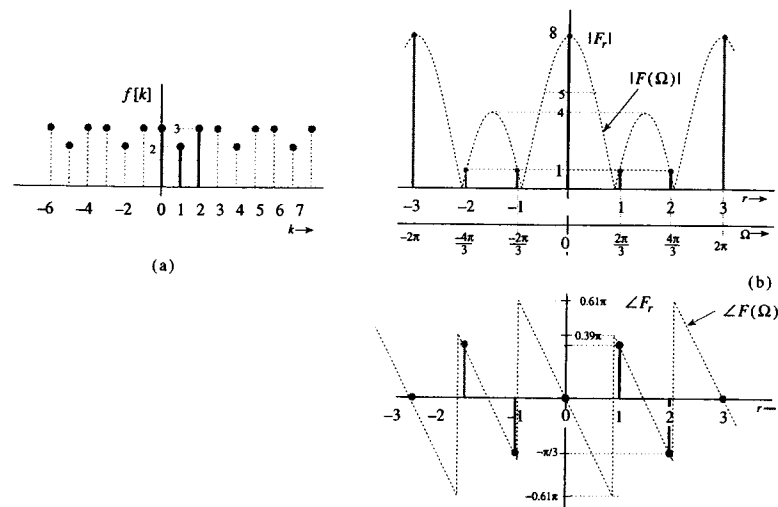 f[k]
3
2
-6 -4 -2 0 1 2 3 4 5 6 7
k→
(a)
8 |F_r|
|F(Ω)|
5
4
1
-3 -2 -1 0 1 2 3 r→
-2π -4π/3 -2π/3 0 2π/3 4π/3 2π Ω→
(b)
0.61π ∠F_r
∠F(Ω)
0.39π
-3 -2 -1 0 1 2 3 r→
-π/3
-0.61π